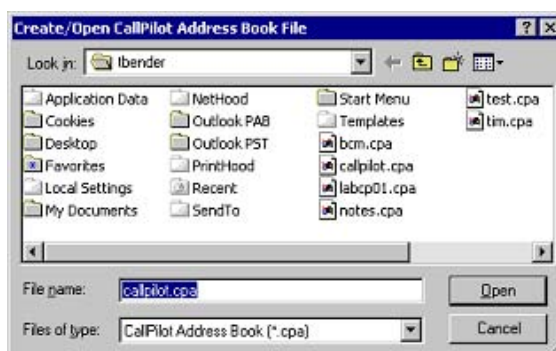 Create/Open CallPilot Address Book File
Look in: tbender
Application Data
Cookies
Desktop
Favorites
Local Settings
My Documents
NetHood
Outlook PAB
Outlook PST
PrintHood
Recent
SendTo
Start Menu
Templates
bcm.cpa
callpilot.cpa
labcp01.cpa
notes.cpa
test.cpa
tim.cpa
File name: callpilot.cpa Open
Files of type: CallPilot Address Book (*.cpa) Cancel